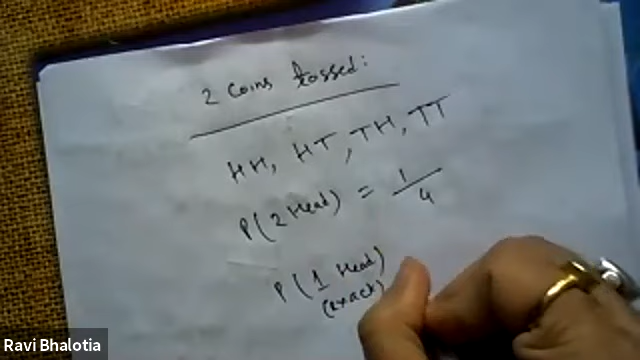 2 Coins tossed:
HH, HT, TH, TT
P(2 Head) = 1/4
P(1 Head)
(exact)
Ravi Bhalotia